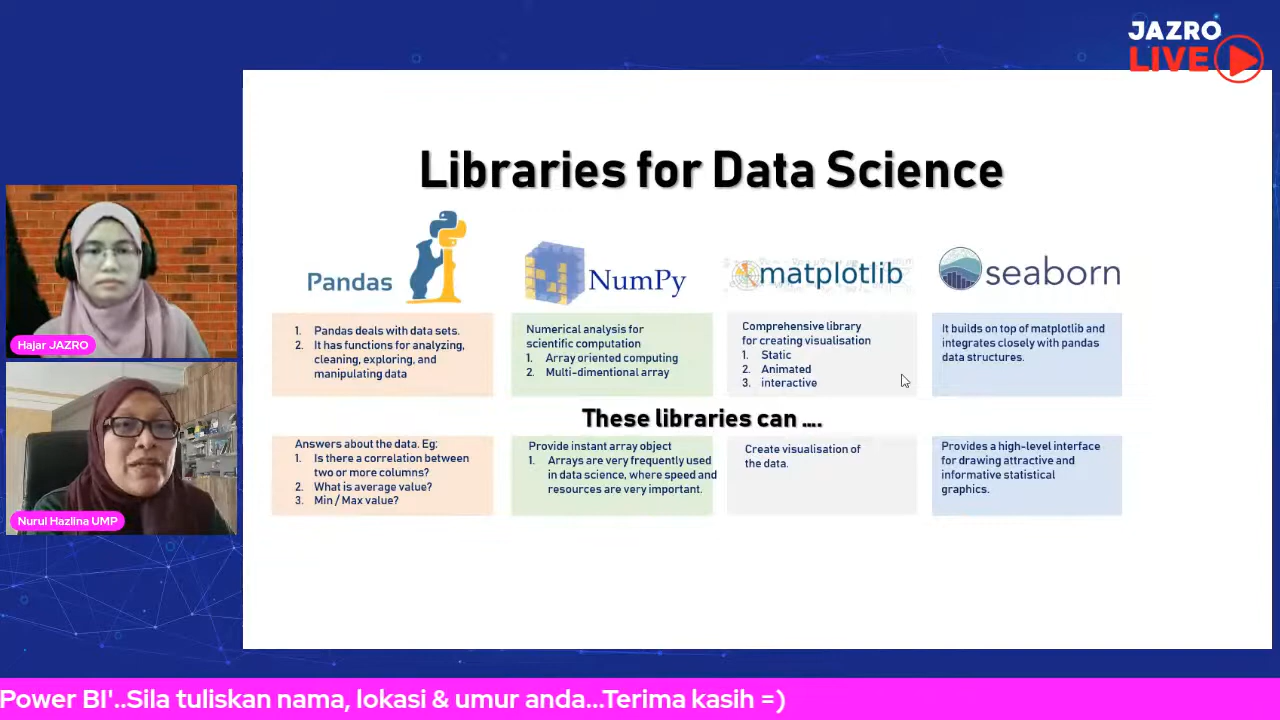 JAZRO
LIVE
Libraries for Data Science
Pandas
NumPy
matplotlib
seaborn
1. Pandas deals with data sets.
2. It has functions for analyzing,
cleaning, exploring, and
manipulating data
Numerical analysis for
scientific computation
1. Array oriented computing
2. Multi-dimentional array
Comprehensive library
for creating visualisation
1. Static
2. Animated
3. interactive
It builds on top of matplotlib and
integrates closely with pandas
data structures.
These libraries can ....
Answers about the data. Eg:
1. Is there a correlation between
two or more columns?
2. What is average value?
3. Min / Max value?
Provide instant array object
1. Arrays are very frequently used
in data science, where speed and
resources are very important.
Create visualisation of
the data.
Provides a high-level interface
for drawing attractive and
informative statistical
graphics.
Hajar JAZRO
Nurul Hazlina UMP
Power BI'..Sila tuliskan nama, lokasi & umur anda...Terima kasih =)